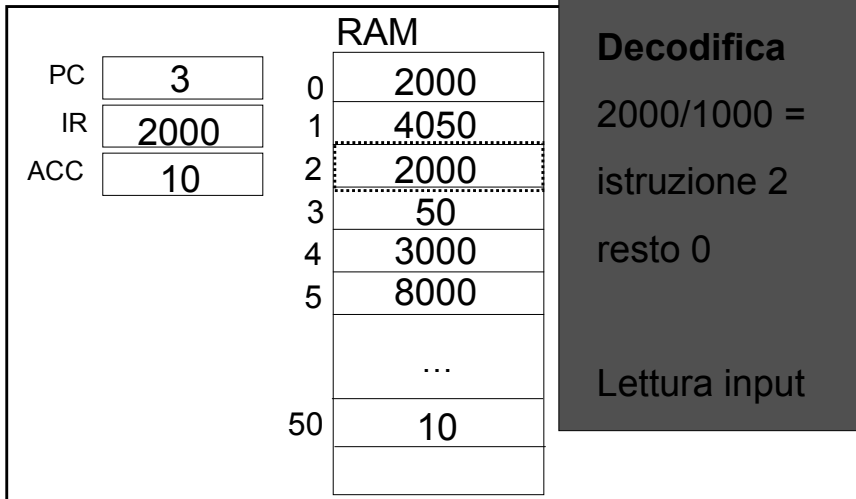 RAM
PC 3
IR 2000
ACC 10
0 2000
1 4050
2 2000
3 50
4 3000
5 8000
...
50 10
Decodifica
2000/1000 =
istruzione 2
resto 0
Lettura input